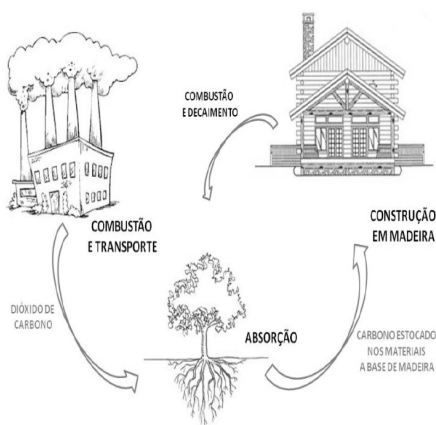 COMBUSTÃO
E DECAIMENTO
COMBUSTÃO
E TRANSPORTE
CONSTRUÇÃO
EM MADEIRA
DIÓXIDO DE
CARBONO
ABSORÇÃO
CARBONO ESTOCADO
NOS MATERIAIS
A BASE DE MADEIRA